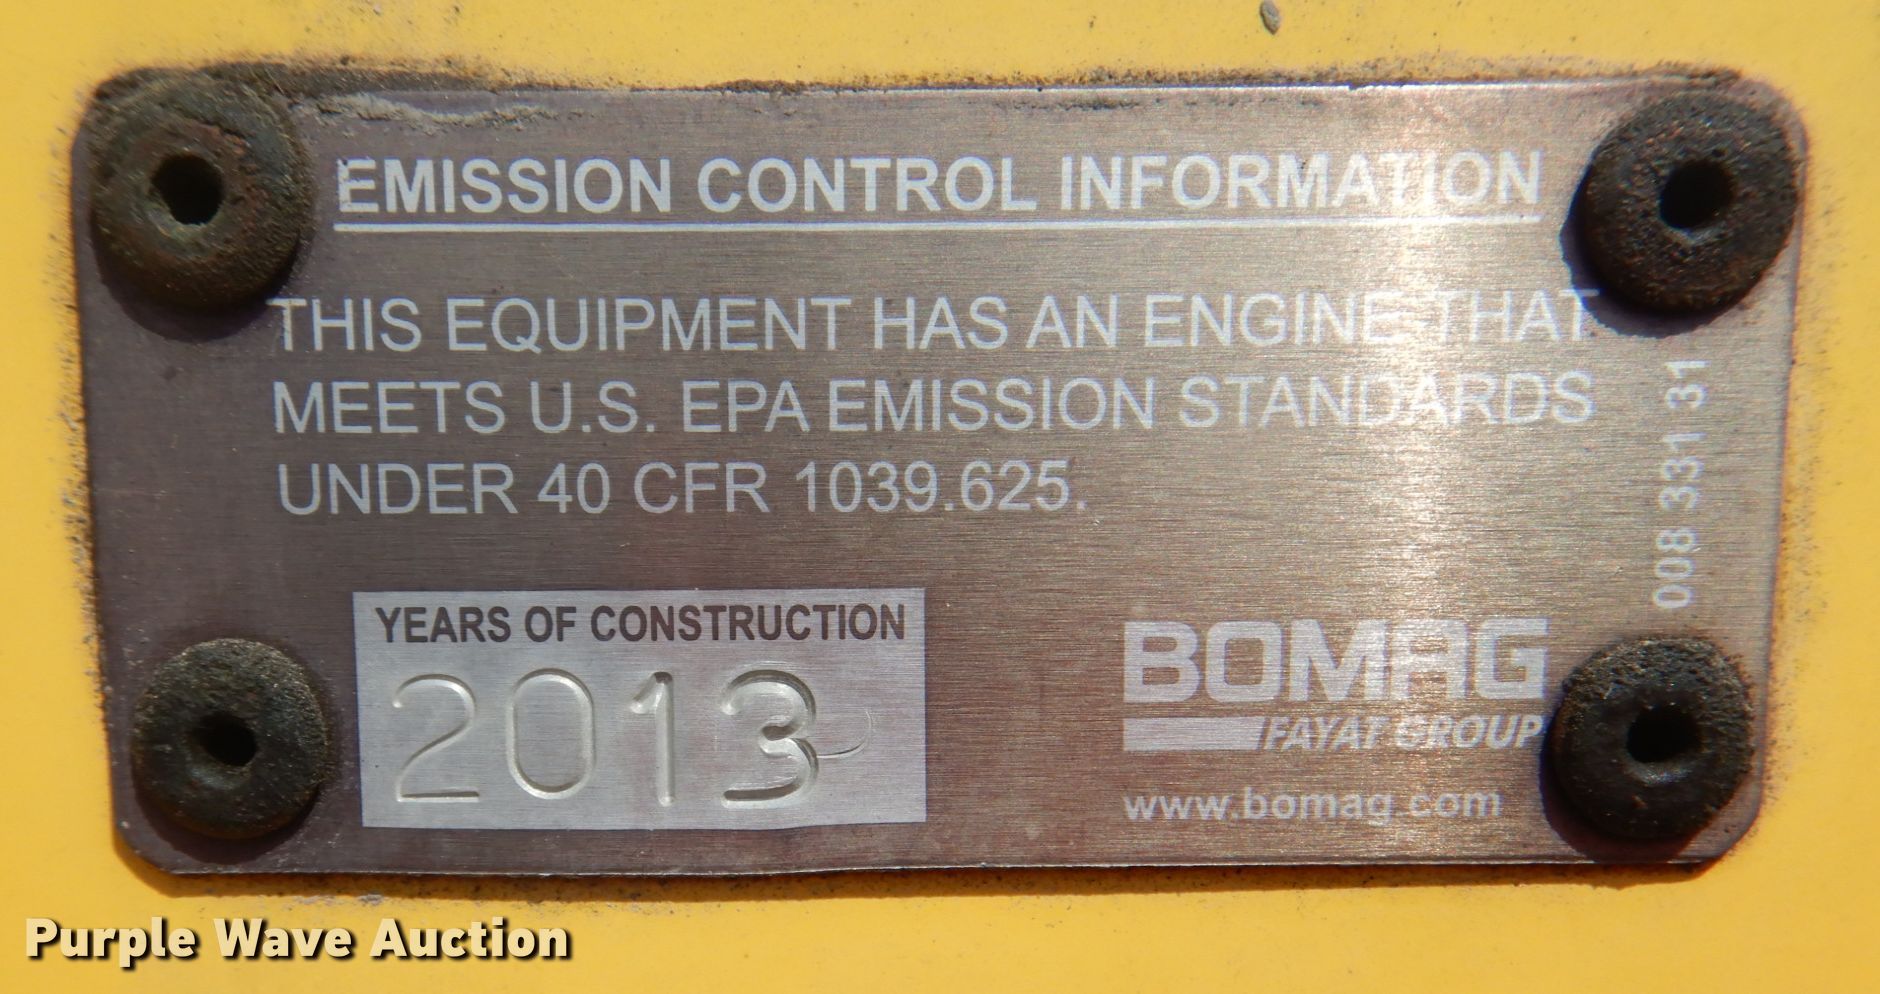 EMISSION CONTROL INFORMATION
THIS EQUIPMENT HAS AN ENGINE THAT
MEETS U.S. EPA EMISSION STANDARDS
UNDER 40 CFR 1039.625.
008 331 31
YEARS OF CONSTRUCTION
2013
BOMAG
FAYAT GROUP
www.bomag.com
Purple Wave Auction